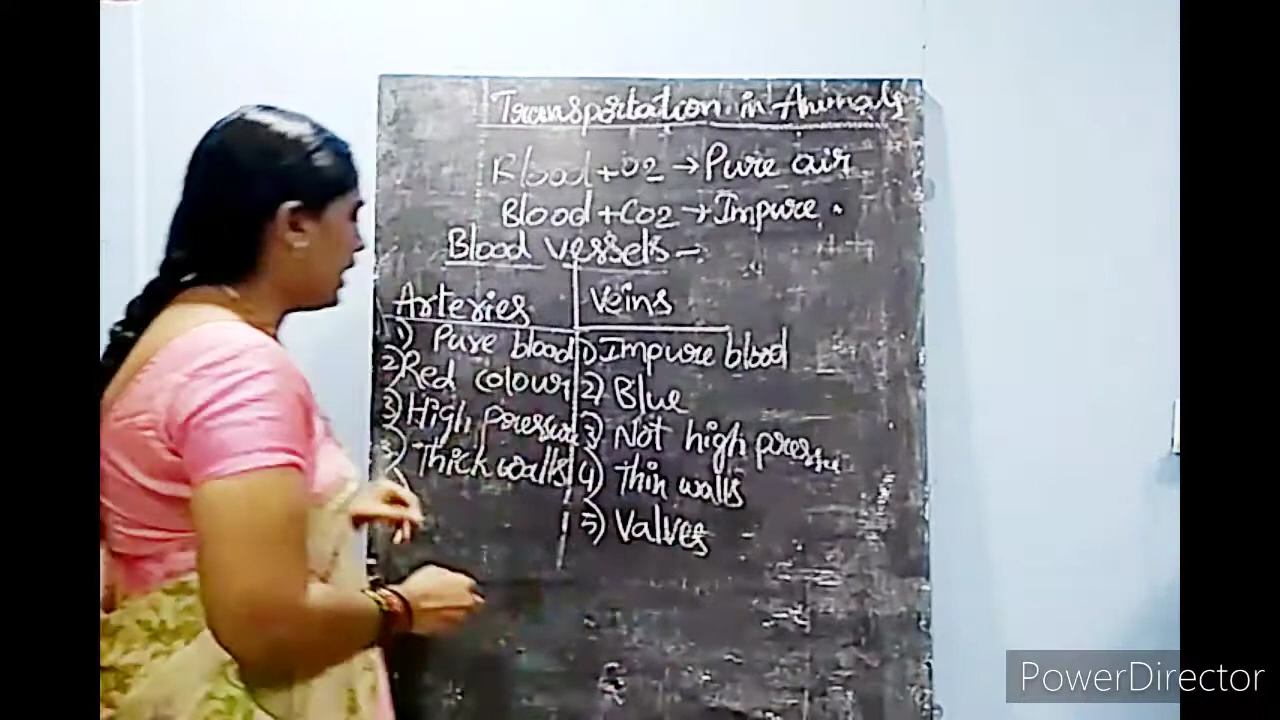 Transportation in Animals
Blood + O2 → Pure air
Blood + CO2 → Impure "
Blood vessels –
Arteries
1) Pure blood
2) Red colour
3) High pressure
3) Thick walls
Veins
1) Impure blood
2) Blue
3) Not high pressu
4) Thin walls
5) Valves
PowerDirector